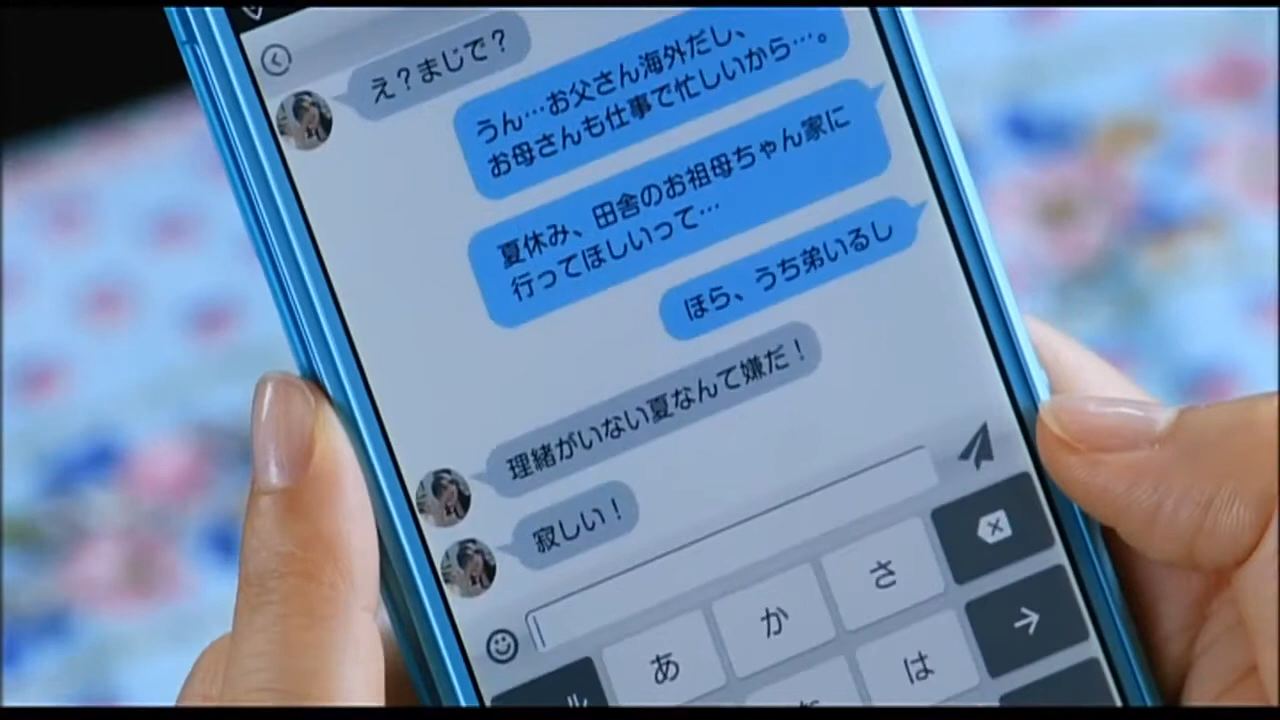 え？まじで？
うん…お父さん海外だし、
お母さんも仕事で忙しいから…。
夏休み、田舎のお祖母ちゃん家に
行ってほしいって…
ほら、うち弟いるし
理緒がいない夏なんて嫌だ！
寂しい！
あ
か
さ
は